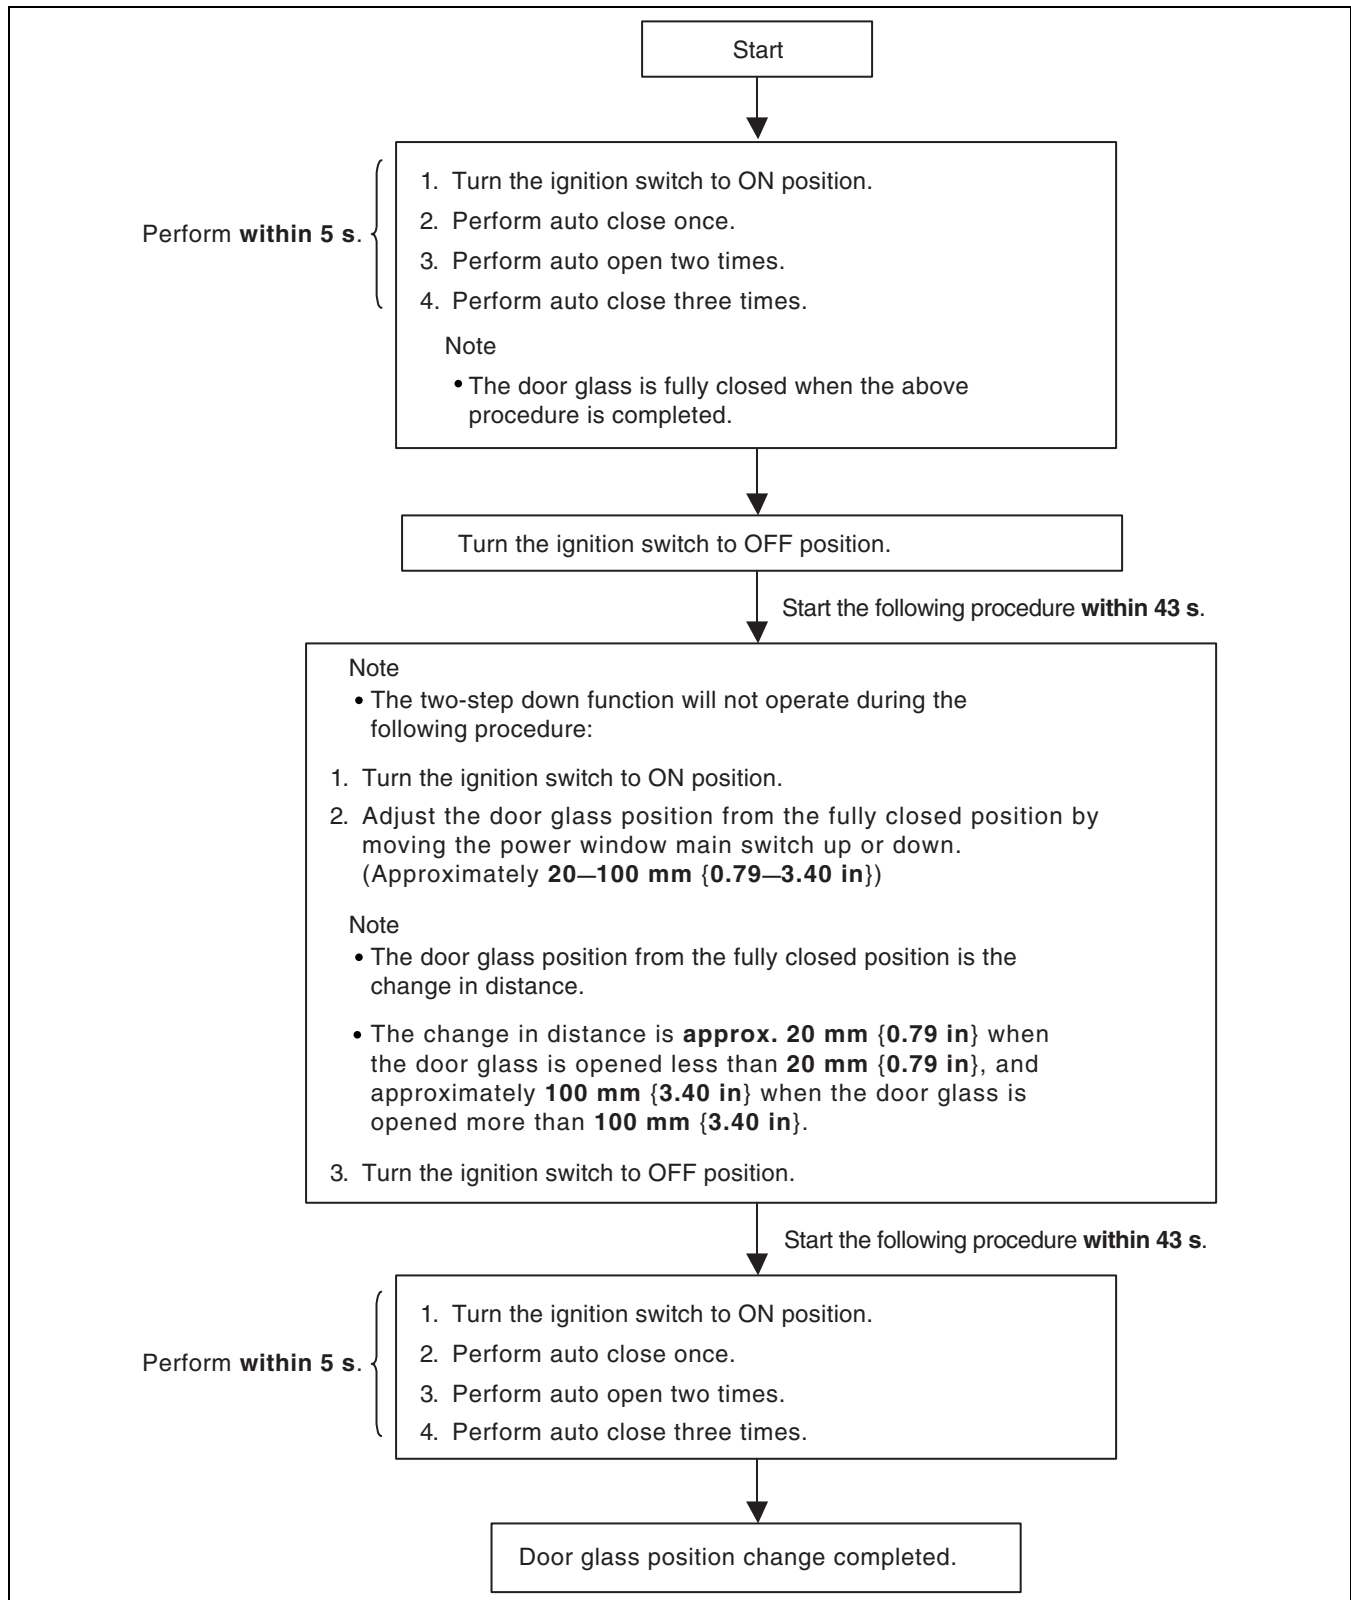 Start
Perform within 5 s.
1. Turn the ignition switch to ON position.
2. Perform auto close once.
3. Perform auto open two times.
4. Perform auto close three times.
Note
• The door glass is fully closed when the above
procedure is completed.
Turn the ignition switch to OFF position.
Start the following procedure within 43 s.
Note
• The two-step down function will not operate during the
following procedure:
1. Turn the ignition switch to ON position.
2. Adjust the door glass position from the fully closed position by
moving the power window main switch up or down.
(Approximately 20—100 mm {0.79—3.40 in})
Note
• The door glass position from the fully closed position is the
change in distance.
• The change in distance is approx. 20 mm {0.79 in} when
the door glass is opened less than 20 mm {0.79 in}, and
approximately 100 mm {3.40 in} when the door glass is
opened more than 100 mm {3.40 in}.
3. Turn the ignition switch to OFF position.
Start the following procedure within 43 s.
Perform within 5 s.
1. Turn the ignition switch to ON position.
2. Perform auto close once.
3. Perform auto open two times.
4. Perform auto close three times.
Door glass position change completed.